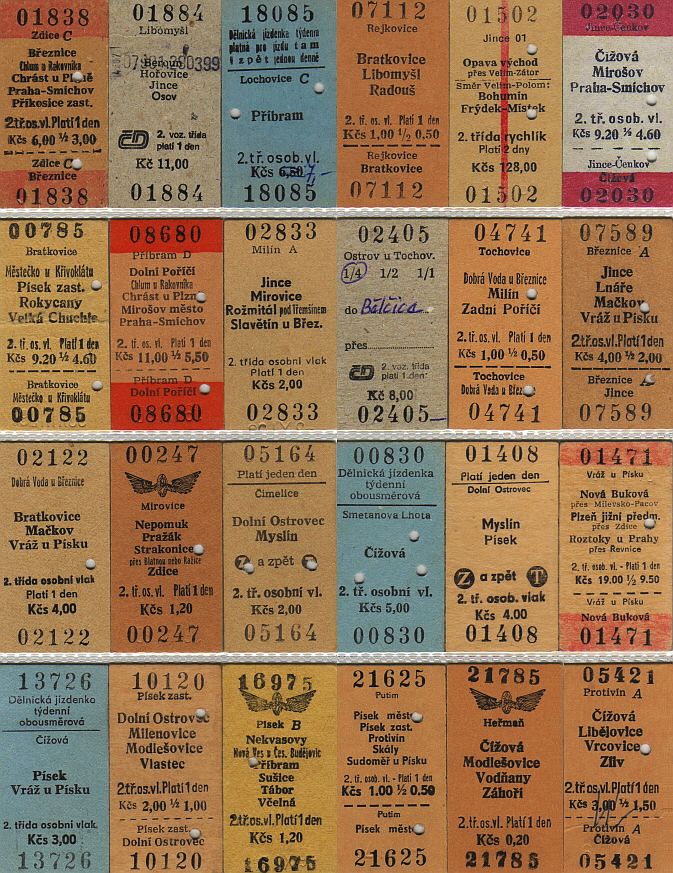 01838
Zdice C
Březnice
Chlum u Rakovníka
Chrást u Plzně
Praha-Smíchov
Příkosice zast.
2.tř.os.vl. Platí 1 den
Kčs 6,00 ½ 3,00
Zdice C
Březnice
01838
01884
Libomyšl
Beroun
Hořovice
Jince
Osov
ČD 2. voz. třída
platí 1 den
Kč 11,00
01884
18085
Dělnická jízdenka týdenní
platná pro jízdu tam
i zpět jednou denně
Lochovice C
Příbram
2. tř. osob. vl.
Kčs 6,50 7,-
18085
07112
Rejkovice
Bratkovice
Libomyšl
Radouš
2. tř. os. vl. Platí 1 den
Kčs 1,00 1/2 0,50
Rejkovice
Bratkovice
07112
01502
Jince 01
Opava východ
přes Velim-Zátor
Směr Velim-Polom:
Bohumín
Frýdek-Místek
2. třída rychlík
Platí 2 dny
Kčs 128,00
01502
02030
Jince-Čenkov
Čížová
Mirošov
Praha-Smíchov
2. tř. os. vl. Platí 1 den
Kčs 9.20 ½ 4.60
Jince-Čenkov
Čížová
02030
00785
Bratkovice
Městečko u Křivoklátu
Písek zast.
Rokycany
Velká Chuchle
2. tř. os. vl. Platí 1 den
Kčs 9.20 ½ 4.60
Bratkovice
Městečko u Křivoklátu
00785
08680
Příbram D
Dolní Poříčí
Chlum u Rakovníka
Chrást u Plzně
Mirošov město
Praha-Smíchov
2. tř. os. vl. Platí 1 den
Kčs 11,00 ½ 5,50
Příbram D
Dolní Poříčí
08680
02833
Milín A
Jince
Mirovice
Rožmitál pod Třemšínem
Slavětín u Břez.
2. třída osobní vlak
Platí 1 den
Kčs 2,00
02833
02405
Ostrov u Tochov.
1/4 1/2 1/1
do Bělčice
přes
ČD 2. voz. třída
platí 1 den
Kč 8,00
02405
04741
Tochovice
Dobrá Voda u Březnice
Milín
Zadní Poříčí
2. tř. os. vl. Platí 1 den
Kčs 1,00 ½ 0,50
Tochovice
Dobrá Voda u Březnice
04741
07589
Březnice A
Jince
Lnáře
Mačkov
Vráž u Písku
2.tř.os.vl. Platí 1 den
Kčs 4,00 ½ 2,00
Březnice A
Jince
07589
02122
Dobrá Voda u Březnice
Bratkovice
Mačkov
Vráž u Písku
2. třída osobní vlak
Platí 1 den
Kčs 4,00
02122
00247
Mirovice
Nepomuk
Pražák
Strakonice
přes Blatnou nebo Ražice
Zdice
2. tř. os. vl. Platí 1 den
Kčs 1,20
00247
05164
Platí jeden den
Čimelice
Dolní Ostrovec
Myslín
Z a zpět T
2. tř. osobní vl.
Kčs 2,00
05164
00830
Dělnická jízdenka
týdenní
obousměrová
Smetanova Lhota
Čížová
2. tř. osobní vl.
Kčs 5,00
00830
01408
Platí jeden den
Dolní Ostrovec
Myslín
Písek
Z a zpět T
2. tř. osob. vlak
Kčs 4.00
01408
01471
Vráž u Písku
Nová Buková
přes Milevsko-Pacov
Plzeň jižní předm.
přes Zdice
Roztoky u Prahy
přes Řevnice
2. tř. os. vl. - Platí 1 den
Kčs 19.00 ½ 9.50
Vráž u Písku
Nová Buková
01471
13726
Dělnická jízdenka
týdenní
obousměrová
Čížová
Písek
Vráž u Písku
2. třída osobní vlak
Kčs 3,00
13726
10120
Písek zast.
Dolní Ostrovec
Milenovice
Modlešovice
Vlastec
2.tř.os.vl. Platí 1 den
Kčs 2,00 ½ 1,00
Písek zast.
Dolní Ostrovec
10120
16975
Písek B
Nekvasovy
Nová Ves u Čes. Budějovic
Příbram
Sušice
Tábor
Včelná
2.tř.os.vl. Platí 1 den
Kčs 1,20
16975
21625
Putim
Písek město
Písek zast.
Protivín
Skály
Sudoměř u Písku
2. tř. osob. vl. - Platí 1 den
Kčs 1.00 ½ 0.50
Putim
Písek město
21625
21785
Heřmaň
Čížová
Modlešovice
Vodňany
Záhoří
2. tř. os. vl. Platí 1 den
Kčs 0,20
21785
05421
Protivín A
Čížová
Libějovice
Vrcovice
Zliv
2.tř.os.vl. Platí 1 den
Kčs 3,00 ½ 1,50
Protivín A
Čížová
05421